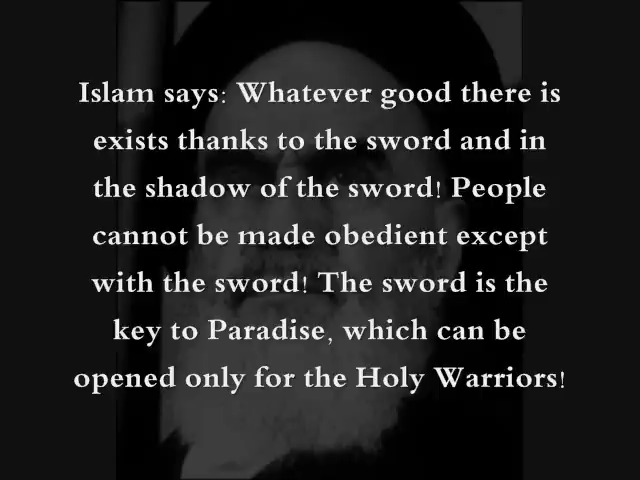 Islam says: Whatever good there is
exists thanks to the sword and in
the shadow of the sword! People
cannot be made obedient except
with the sword! The sword is the
key to Paradise, which can be
opened only for the Holy Warriors!